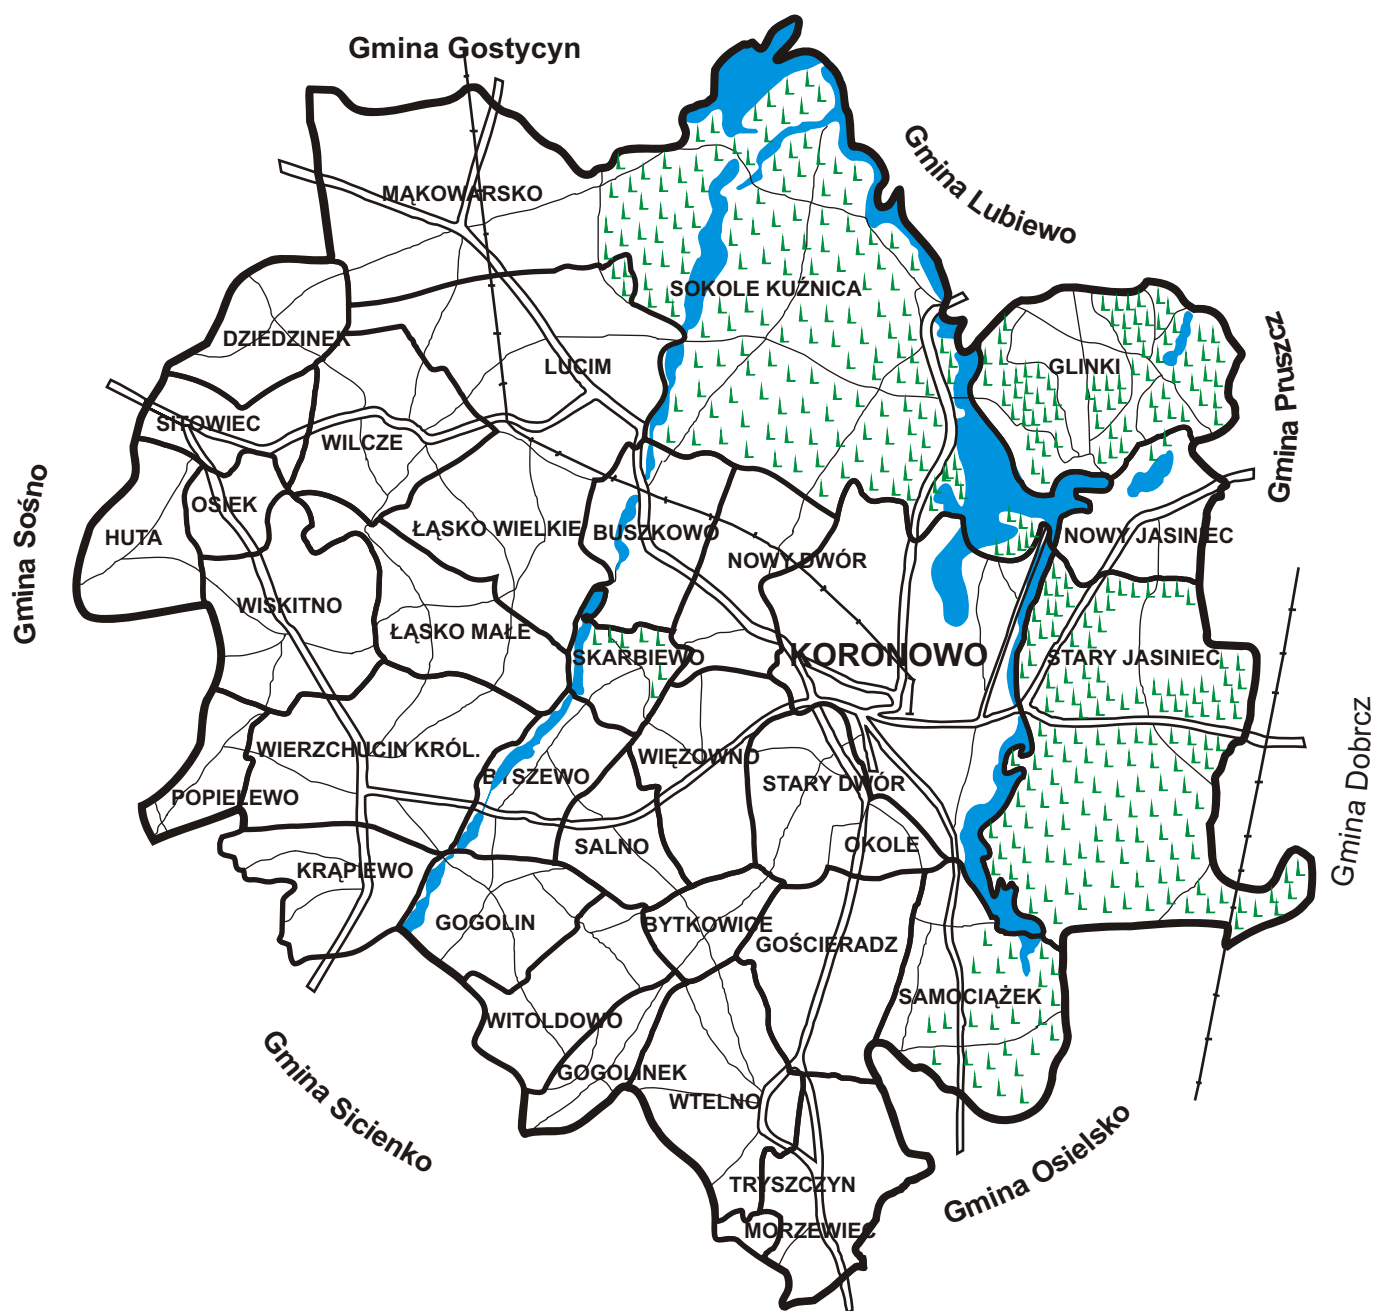 Gmina Gostycyn
Gmina Lubiewo
MĄKOWARSKO
SOKOLE KUŹNICA
DZIEDZINEK
LUCIM
GLINKI
Gmina Pruszcz
SITOWIEC
WILCZE
Gmina Sośno
OSIEK
HUTA
ŁĄSKO WIELKIE
BUSZKOWO
NOWY DWÓR
NOWY JASINIEC
WISKITNO
ŁĄSKO MAŁE
SKARBIEWO
KORONOWO
STARY JASINIEC
WIERZCHUCIN KRÓL.
BYSZEWO
WIĘZOWNO
STARY DWÓR
Gmina Dobrcz
POPIELEWO
SALNO
OKOLE
KRĄPIEWO
GOGOLIN
BYTKOWICE
GOŚCIERADZ
SAMOCIĄŻEK
WITOLDOWO
GOGOLINEK
WTELNO
Gmina Sicienko
Gmina Osielsko
TRYSZCZYN
MORZEWIEC